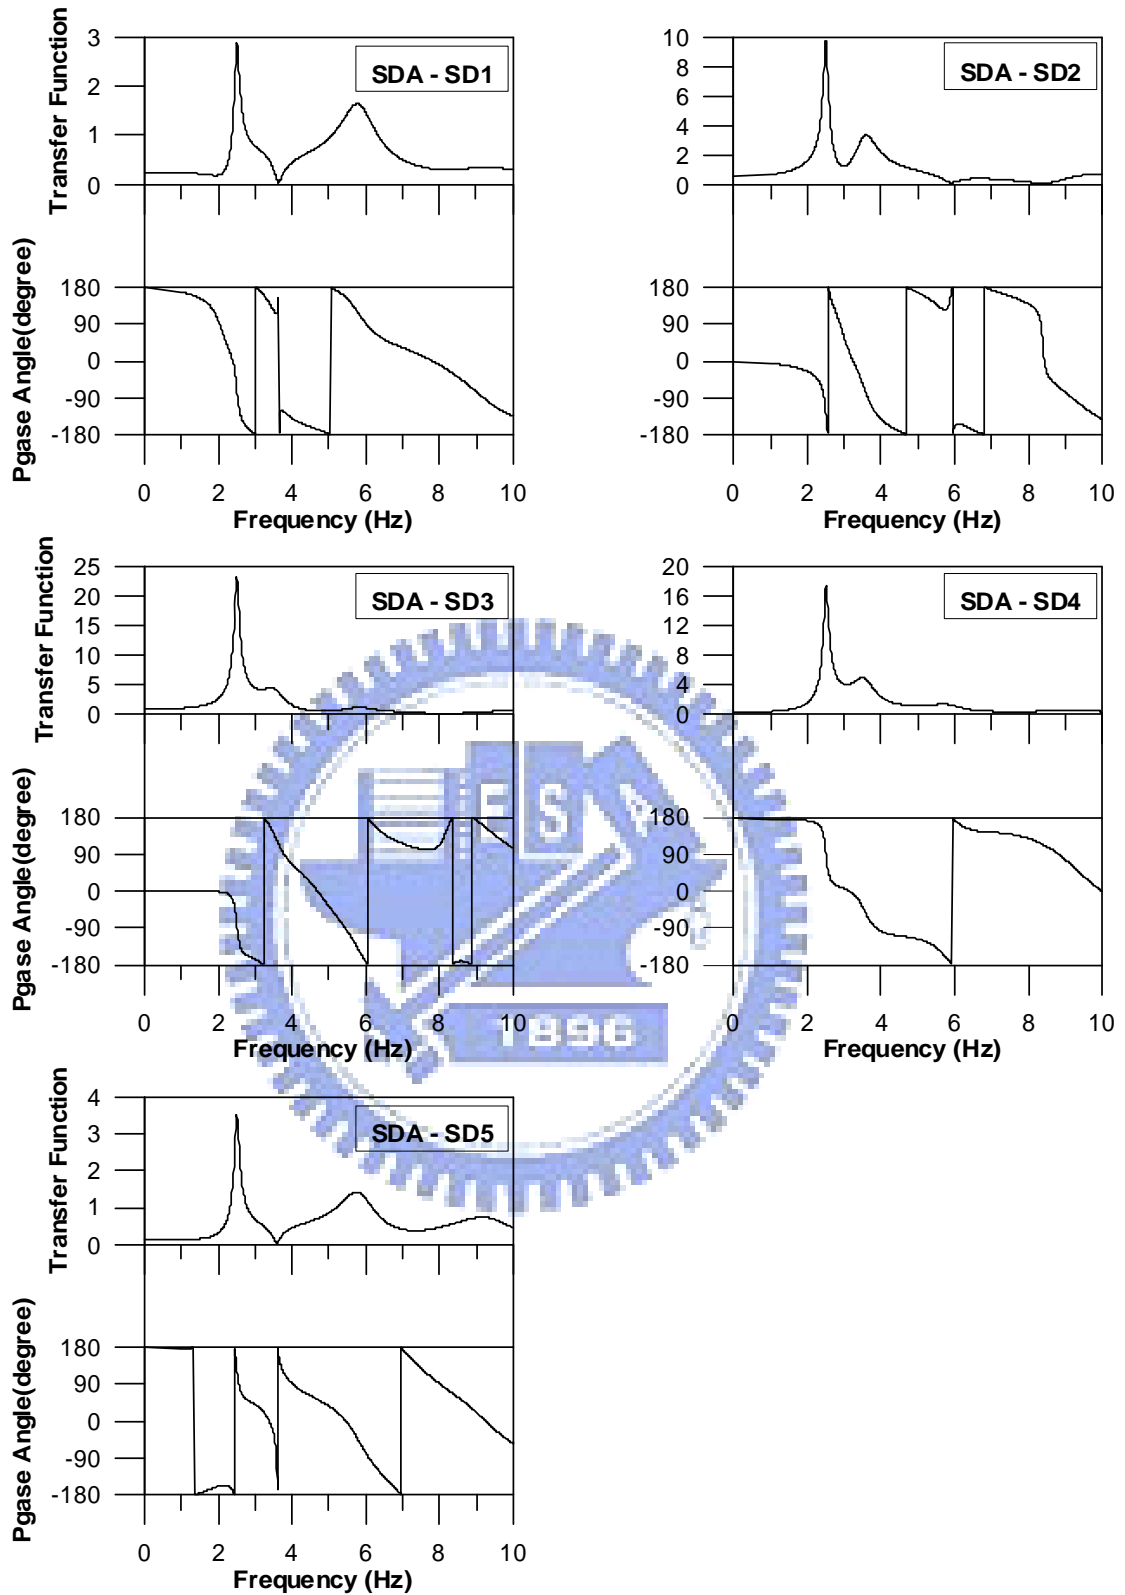 Transfer Function
3
2
1
0
SDA - SD1
Pgase Angle(degree)
180
90
0
-90
-180
0 2 4 6 8 10
Frequency (Hz)
10
8
6
4
2
0
SDA - SD2
180
90
0
-90
-180
0 2 4 6 8 10
Frequency (Hz)
Transfer Function
25
20
15
10
5
0
SDA - SD3
Pgase Angle(degree)
180
90
0
-90
-180
0 2 4 6 8 10
Frequency (Hz)
20
16
12
8
4
0
SDA - SD4
180
90
0
-90
-180
0 2 4 6 8 10
Frequency (Hz)
E S A
1896
Transfer Function
4
3
2
1
0
SDA - SD5
Pgase Angle(degree)
180
90
0
-90
-180
0 2 4 6 8 10
Frequency (Hz)